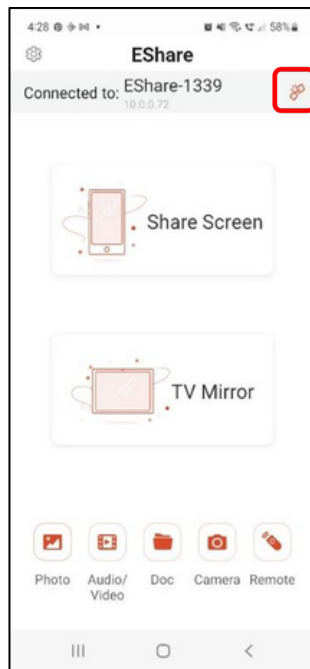 4:28
58%
EShare
Connected to: EShare-1339
10.0.0.72
Share Screen
TV Mirror
Photo
Audio/
Video
Doc
Camera
Remote